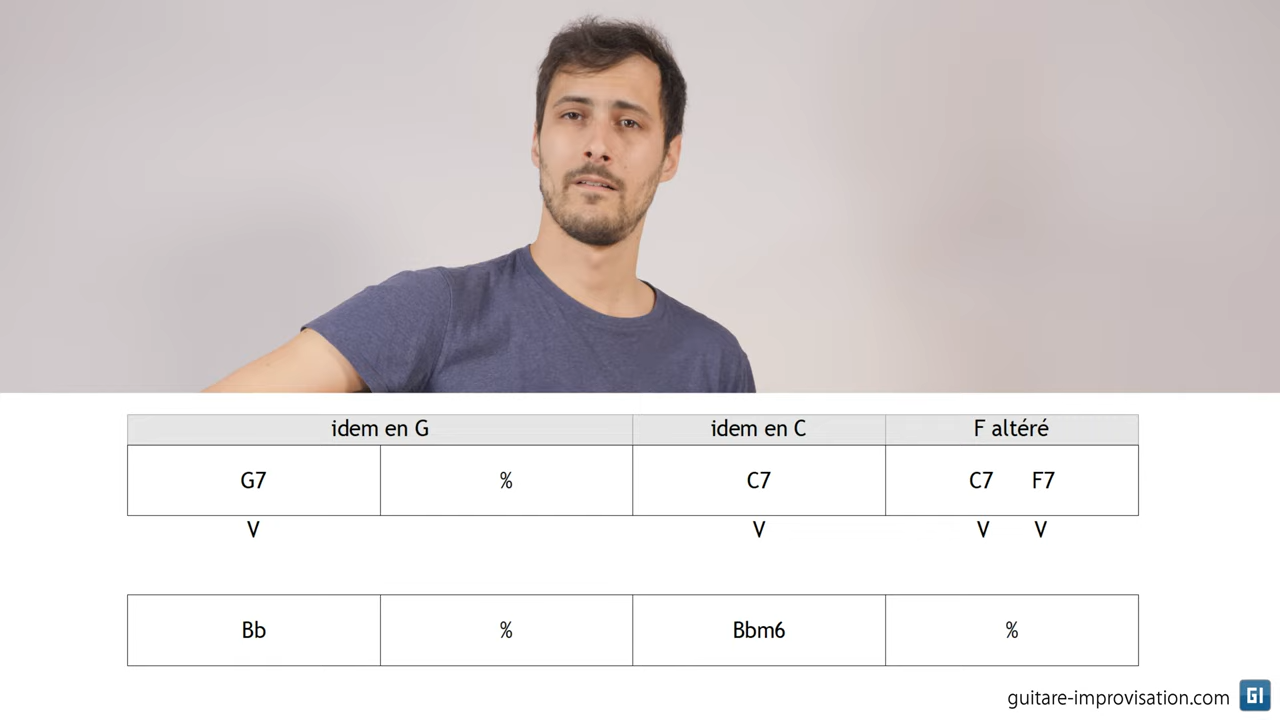 idem en G idem en C F altéré
G7 % C7 C7 F7
V V V V
Bb % Bbm6 %
guitare-improvisation.com GI